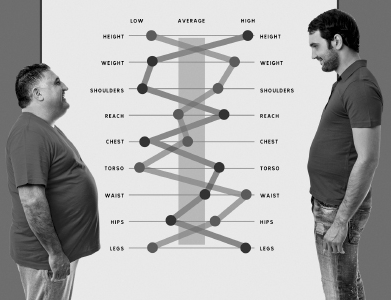 LOW AVERAGE HIGH
HEIGHT HEIGHT
WEIGHT WEIGHT
SHOULDERS SHOULDERS
REACH REACH
CHEST CHEST
TORSO TORSO
WAIST WAIST
HIPS HIPS
LEGS LEGS